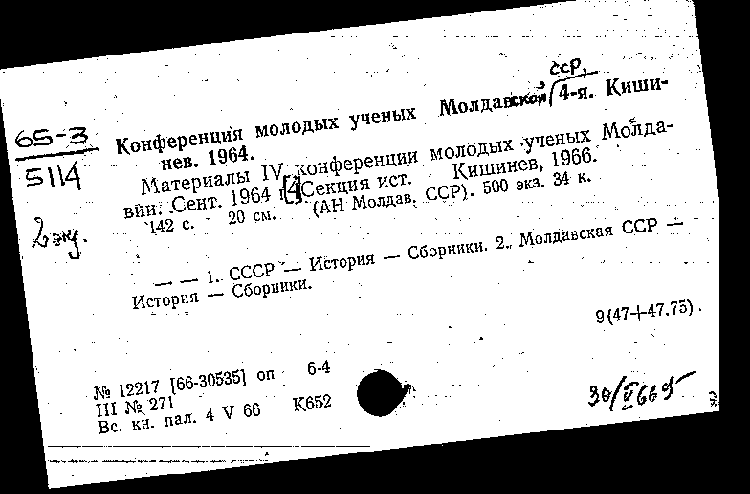 ССР,
Конференция молодых ученых Молдавской 4-я. Киши-
нев. 1964.
65-3
5114
2 экз.
Материалы IV конференции молодых ученых Молда-
вии. Сент. 1964 г. [4] Секция ист. Кишинев, 1966.
142 с. 20 см. (АН Молдав. ССР). 500 экз. 34 к.
— — 1. СССР — История — Сборники. 2. Молдавская ССР —
История — Сборники.
9(47+47.75).
№ 12217 [66-30535] оп 6-4
III № 271
Вс. кн. пал. 4 V 66 К652